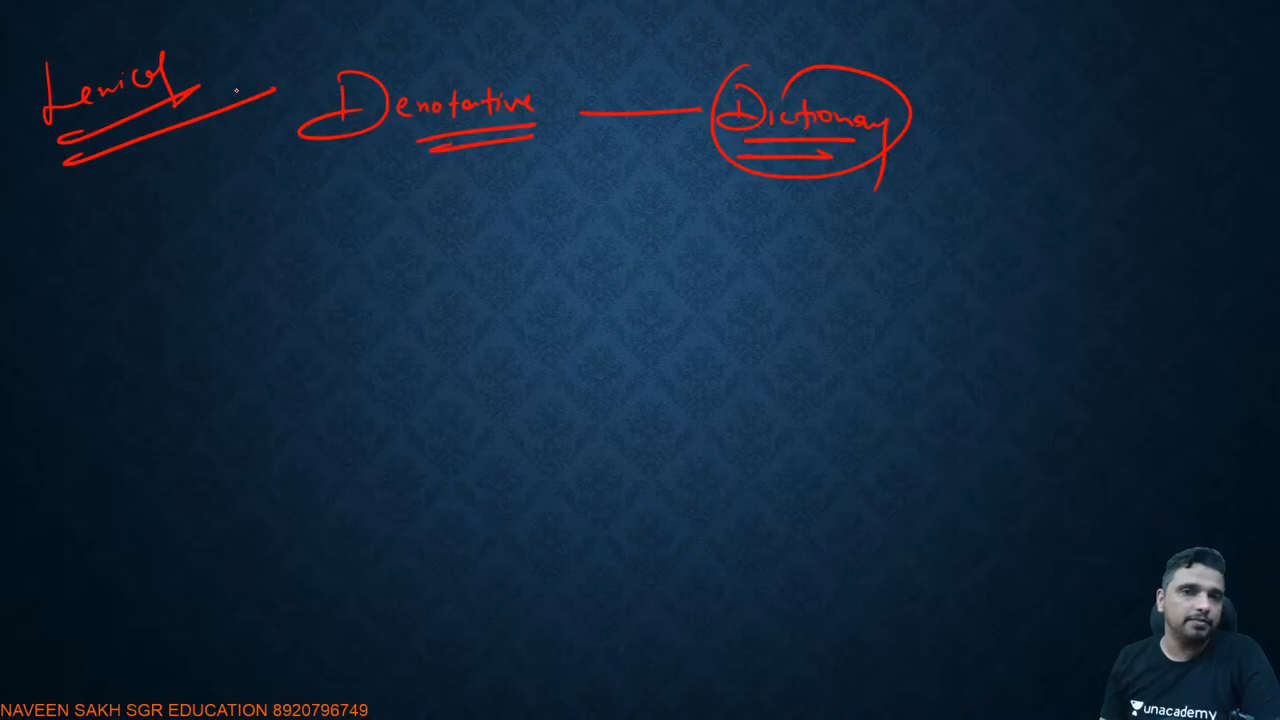 Lexical Denotative — Dictionary
unacademy
NAVEEN SAKH SGR EDUCATION 8920796749